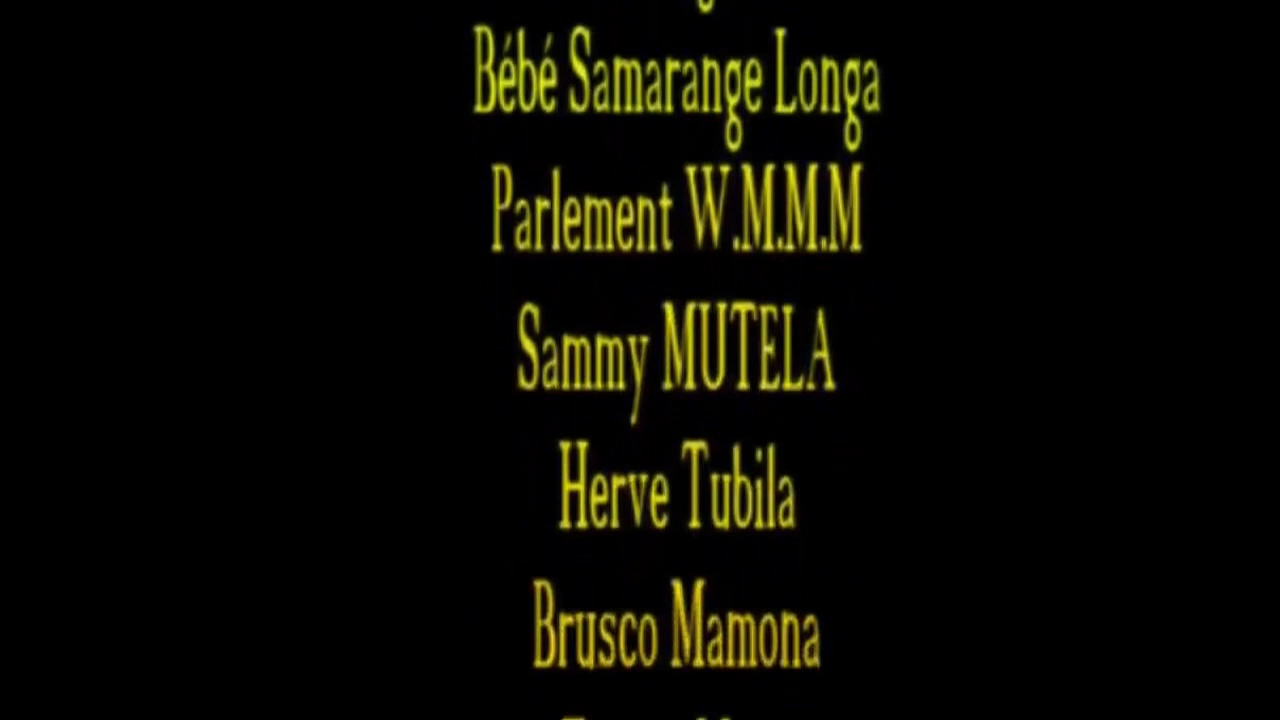 Bébé Samarange Longa
Parlement W.M.M.M
Sammy MUTELA
Herve Tubila
Brusco Mamona